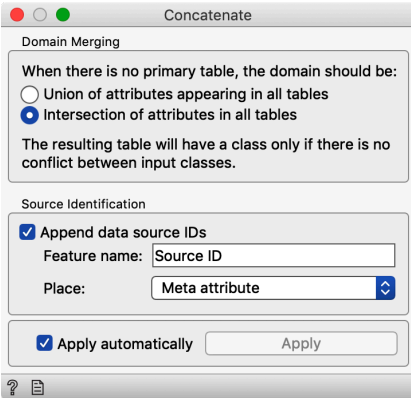 Concatenate
Domain Merging
When there is no primary table, the domain should be:
Union of attributes appearing in all tables
Intersection of attributes in all tables
The resulting table will have a class only if there is no
conflict between input classes.
Source Identification
Append data source IDs
Feature name: Source ID
Place: Meta attribute
Apply automatically Apply
?